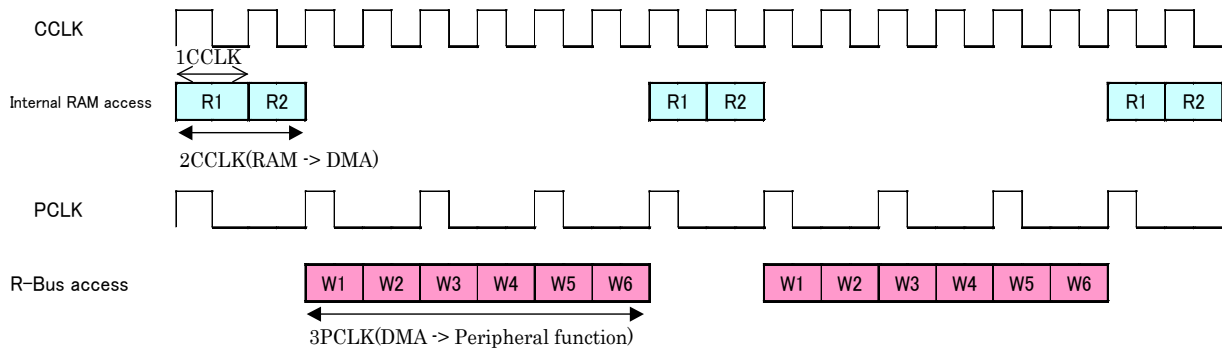 CCLK
1CCLK
Internal RAM access R1 R2 R1 R2 R1 R2
2CCLK(RAM -> DMA)
PCLK
R-Bus access W1 W2 W3 W4 W5 W6 W1 W2 W3 W4 W5 W6
3PCLK(DMA -> Peripheral function)